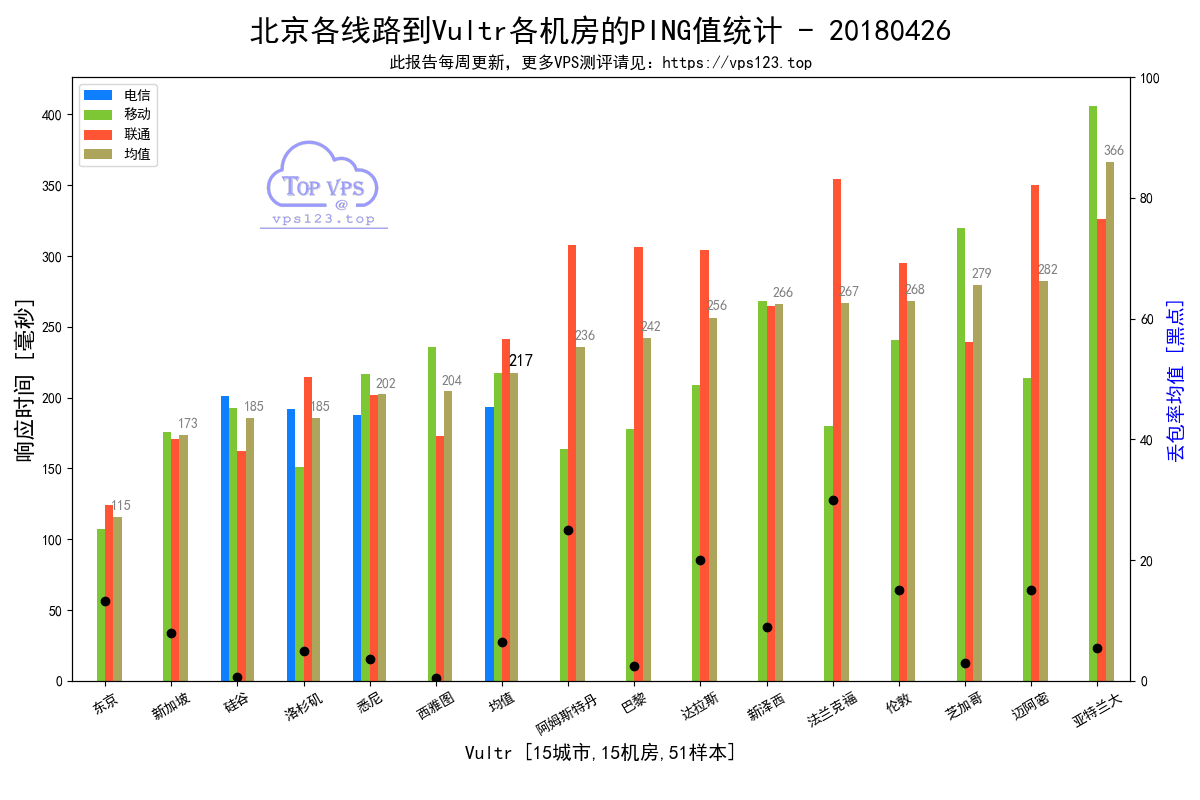 北京各线路到Vultr各机房的PING值统计 - 20180426
此报告每周更新，更多VPS测评请见：https://vps123.top
电信
移动
联通
均值
TOP VPS
@
vps123.top
响应时间 [毫秒]
400
350
300
250
200
150
100
50
0
115
173
185
185
202
204
217
236
242
256
266
267
268
279
282
366
100
80
60
40
20
0
丢包率均值 [黑点]
东京
新加坡
硅谷
洛杉矶
悉尼
西雅图
均值
阿姆斯特丹
巴黎
达拉斯
新泽西
法兰克福
伦敦
芝加哥
迈阿密
亚特兰大
Vultr [15城市,15机房,51样本]